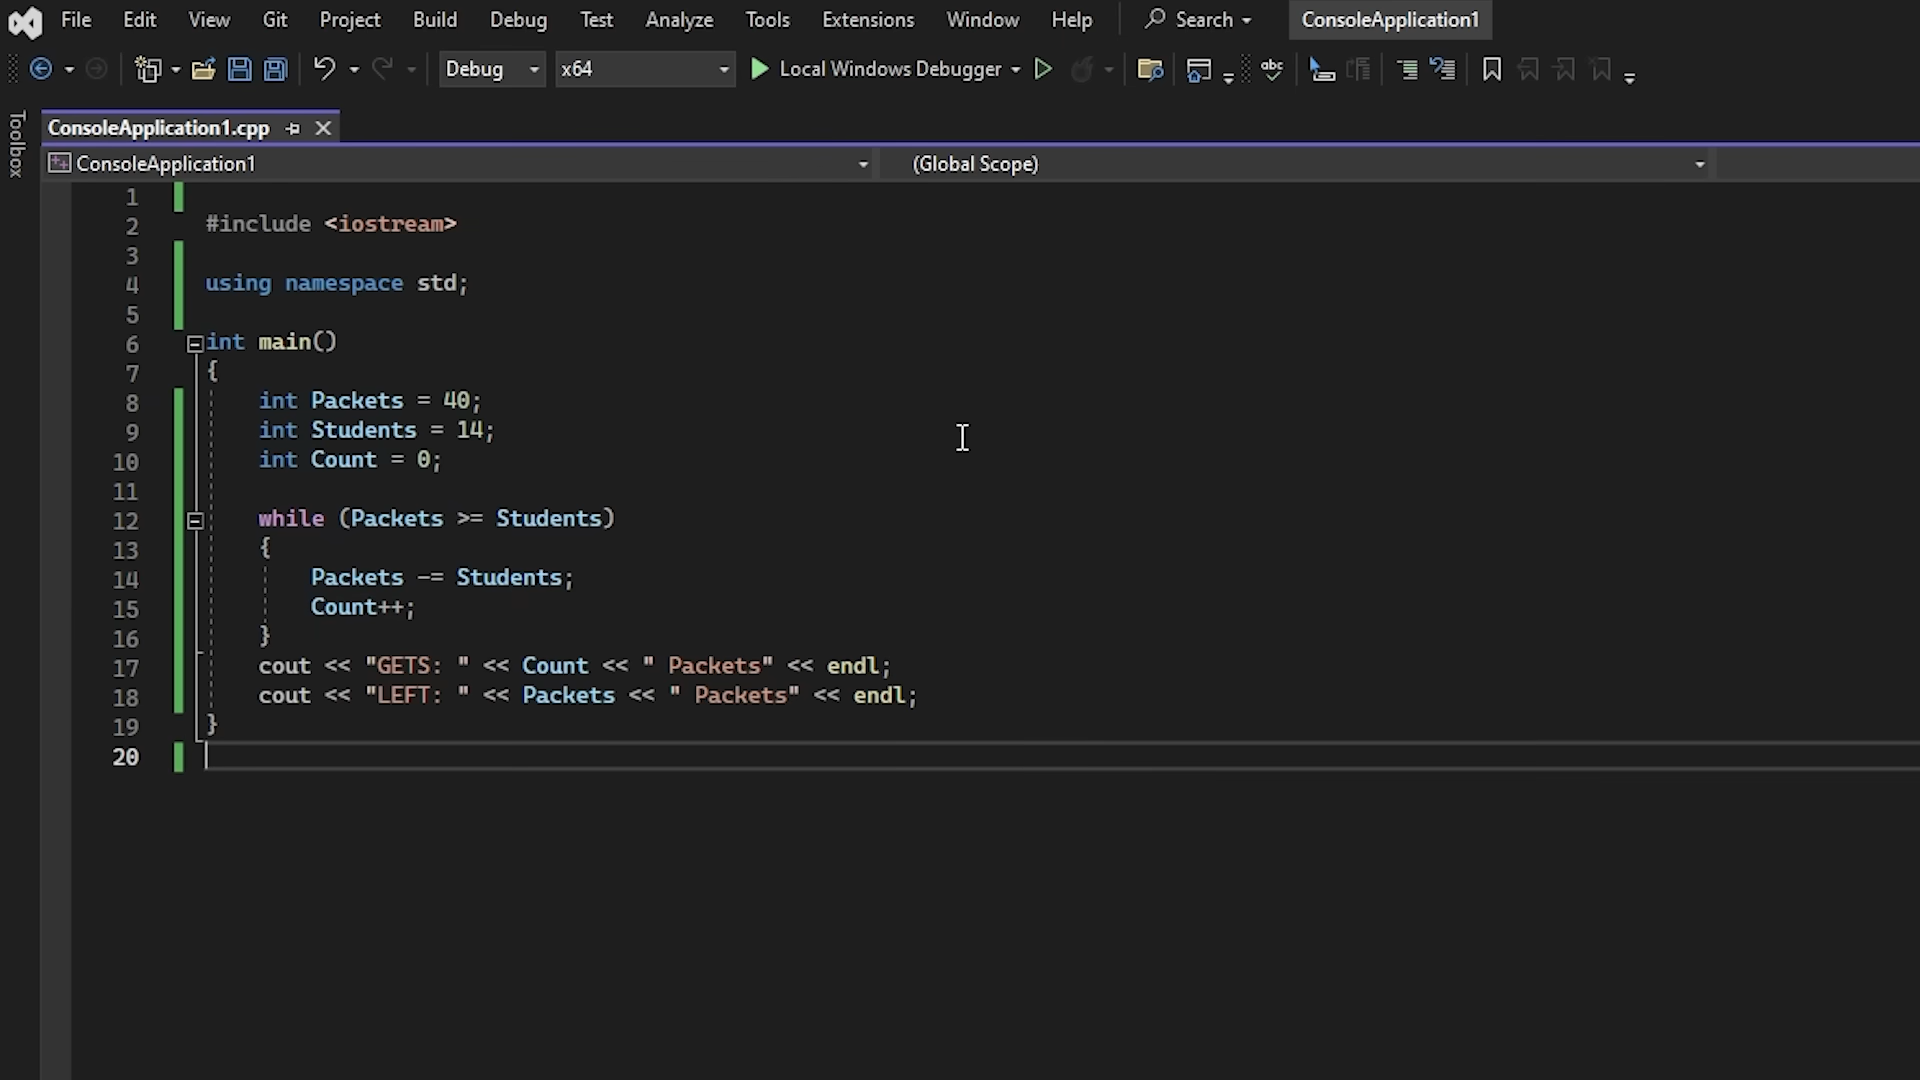 File Edit View Git Project Build Debug Test Analyze Tools Extensions Window Help Search ConsoleApplication1
Debug x64 Local Windows Debugger abc
Toolbox
ConsoleApplication1.cpp
ConsoleApplication1 (Global Scope)
1
2 #include <iostream>
3
4 using namespace std;
5
6 int main()
7 {
8 int Packets = 40;
9 int Students = 14;
10 int Count = 0;
11
12 while (Packets >= Students)
13 {
14 Packets -= Students;
15 Count++;
16 }
17 cout << "GETS: " << Count << " Packets" << endl;
18 cout << "LEFT: " << Packets << " Packets" << endl;
19 }
20